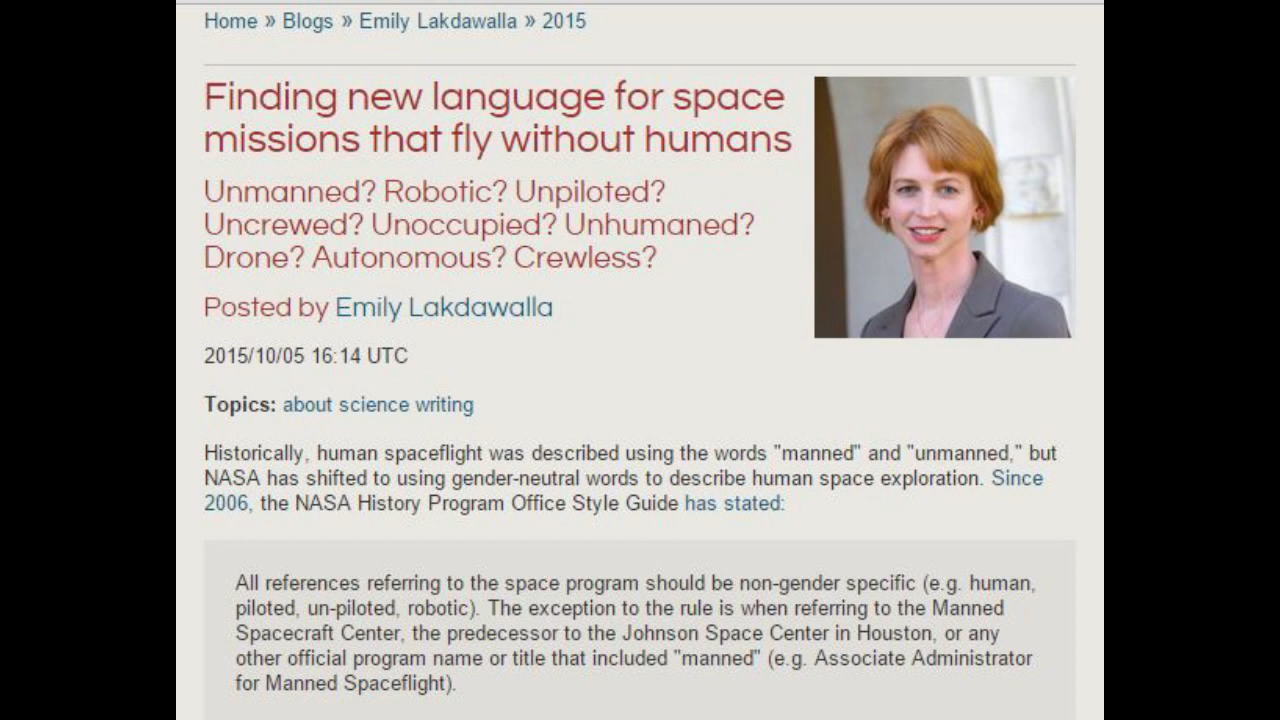 Home » Blogs » Emily Lakdawalla » 2015
Finding new language for space
missions that fly without humans
Unmanned? Robotic? Unpiloted?
Uncrewed? Unoccupied? Unhumaned?
Drone? Autonomous? Crewless?
Posted by Emily Lakdawalla
2015/10/05 16:14 UTC
Topics: about science writing
Historically, human spaceflight was described using the words "manned" and "unmanned," but
NASA has shifted to using gender-neutral words to describe human space exploration. Since
2006, the NASA History Program Office Style Guide has stated:
All references referring to the space program should be non-gender specific (e.g. human,
piloted, un-piloted, robotic). The exception to the rule is when referring to the Manned
Spacecraft Center, the predecessor to the Johnson Space Center in Houston, or any
other official program name or title that included "manned" (e.g. Associate Administrator
for Manned Spaceflight).